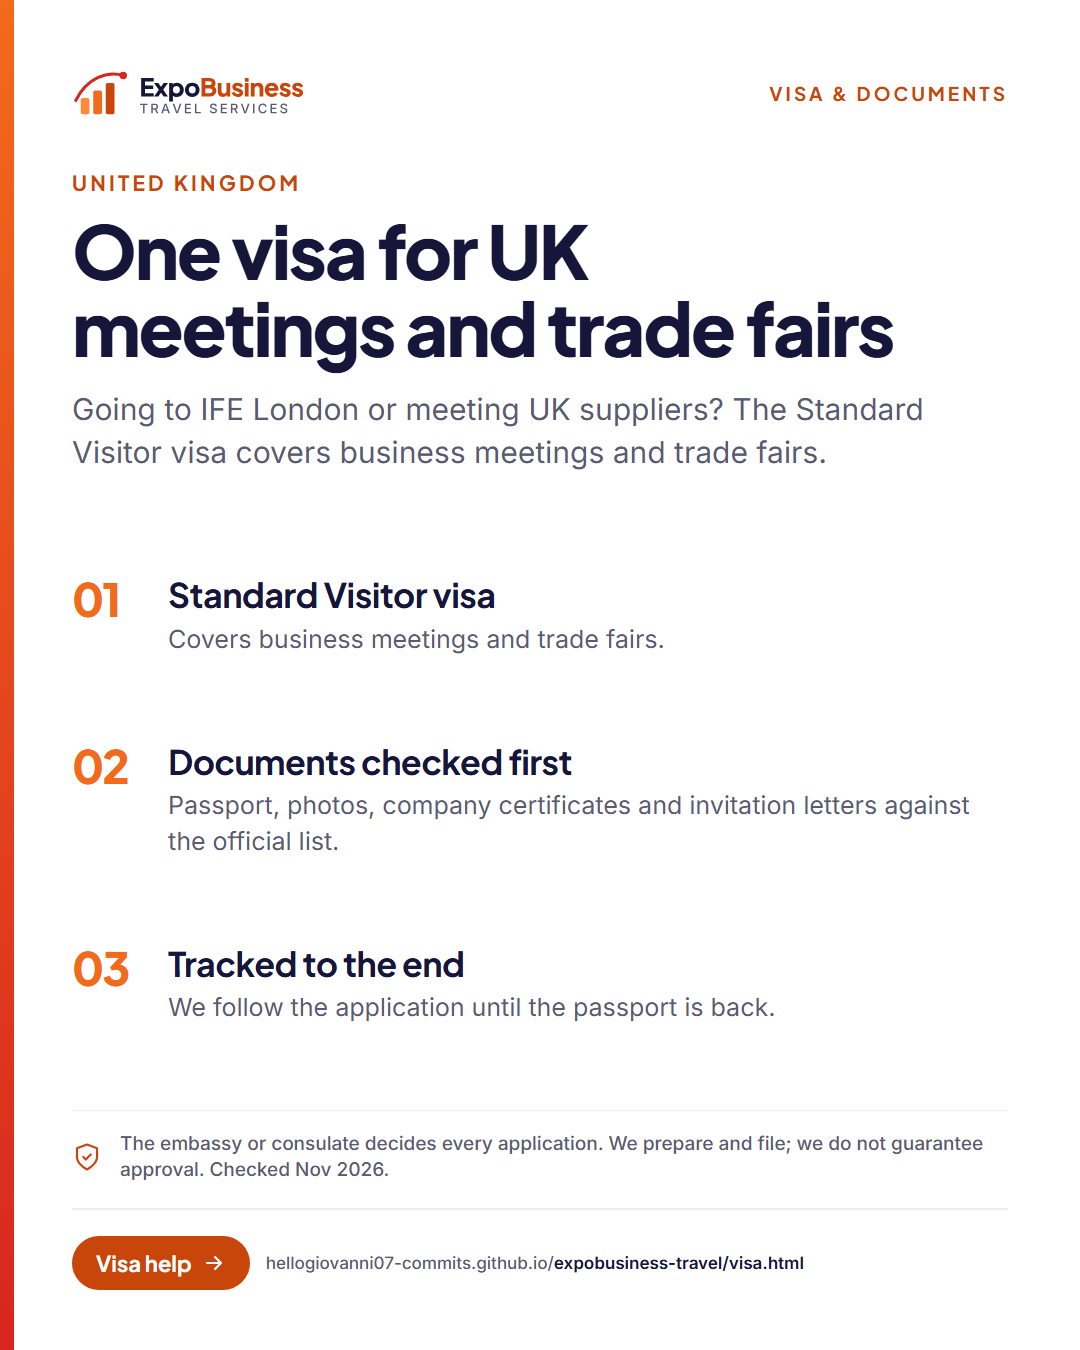 ExpoBusiness
TRAVEL SERVICES
VISA & DOCUMENTS
UNITED KINGDOM
One visa for UK
meetings and trade fairs
Going to IFE London or meeting UK suppliers? The Standard
Visitor visa covers business meetings and trade fairs.
01
Standard Visitor visa
Covers business meetings and trade fairs.
02
Documents checked first
Passport, photos, company certificates and invitation letters against
the official list.
03
Tracked to the end
We follow the application until the passport is back.
The embassy or consulate decides every application. We prepare and file; we do not guarantee
approval. Checked Nov 2026.
Visa help →
hellogiovanni07-commits.github.io/expobusiness-travel/visa.html